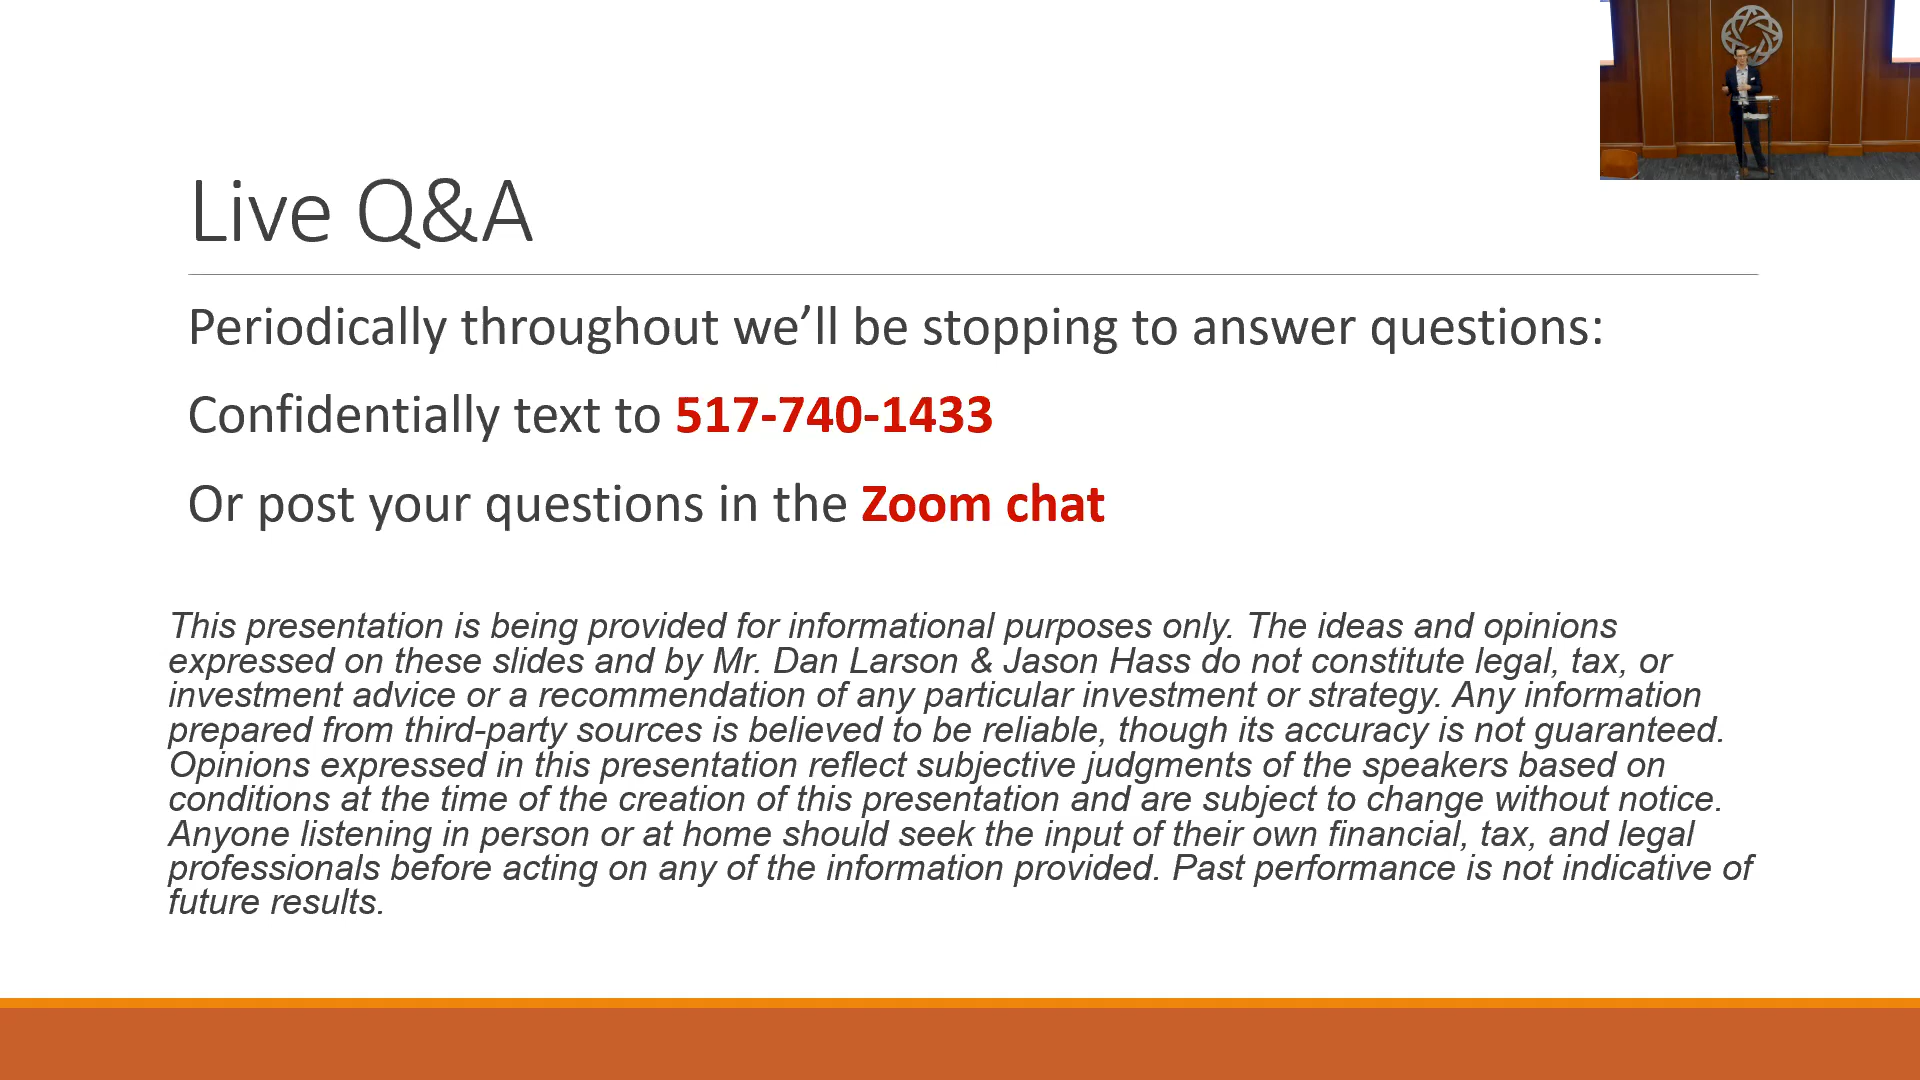 Live Q&A
Periodically throughout we’ll be stopping to answer questions:
Confidentially text to 517-740-1433
Or post your questions in the Zoom chat
This presentation is being provided for informational purposes only. The ideas and opinions
expressed on these slides and by Mr. Dan Larson & Jason Hass do not constitute legal, tax, or
investment advice or a recommendation of any particular investment or strategy. Any information
prepared from third-party sources is believed to be reliable, though its accuracy is not guaranteed.
Opinions expressed in this presentation reflect subjective judgments of the speakers based on
conditions at the time of the creation of this presentation and are subject to change without notice.
Anyone listening in person or at home should seek the input of their own financial, tax, and legal
professionals before acting on any of the information provided. Past performance is not indicative of
future results.